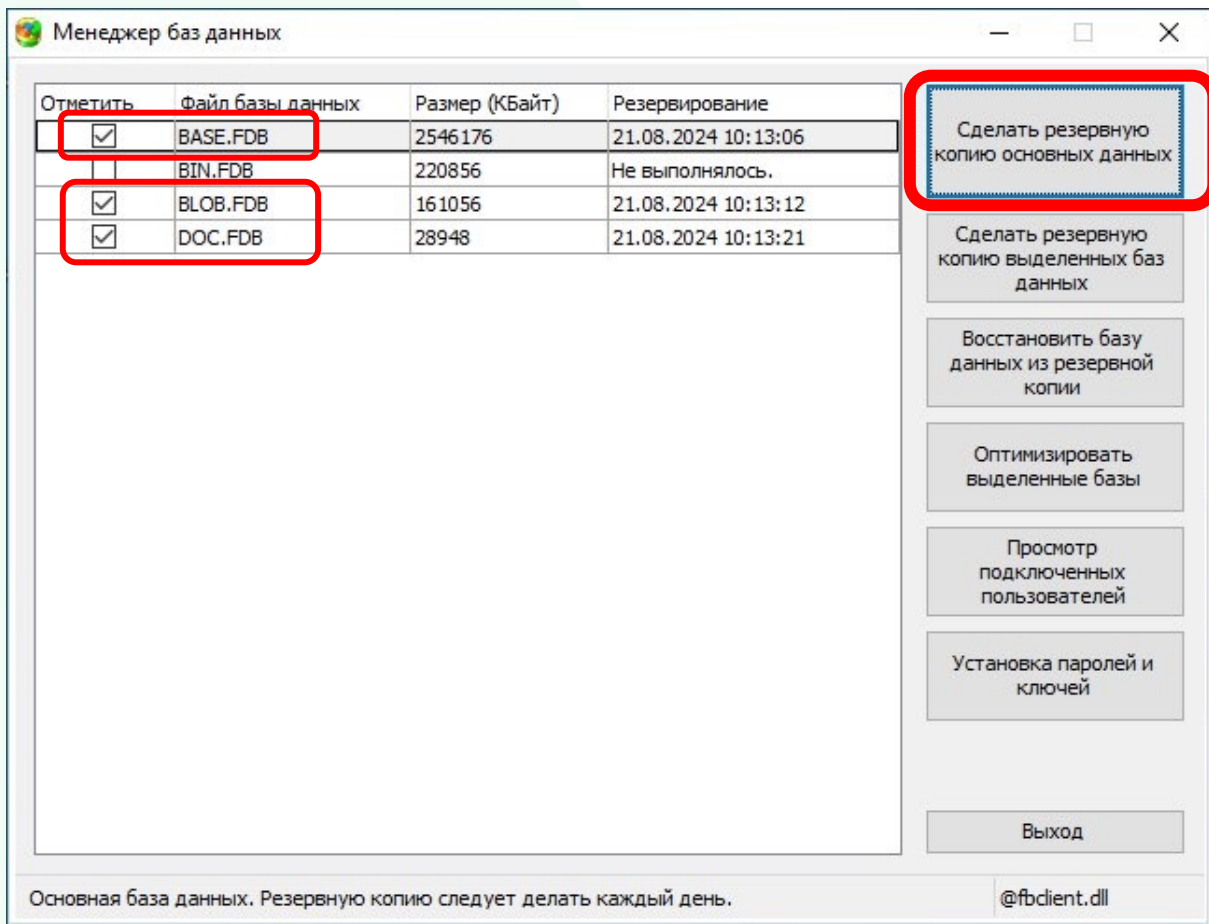 Менеджер баз данных
Отметить Файл базы данных Размер (КБайт) Резервирование
BASE.FDB 2546176 21.08.2024 10:13:06
BIN.FDB 220856 Не выполнялось.
BLOB.FDB 161056 21.08.2024 10:13:12
DOC.FDB 28948 21.08.2024 10:13:21
Сделать резервную
копию основных данных
Сделать резервную
копию выделенных баз
данных
Восстановить базу
данных из резервной
копии
Оптимизировать
выделенные базы
Просмотр
подключенных
пользователей
Установка паролей и
ключей
Выход
Основная база данных. Резервную копию следует делать каждый день.
@fbclient.dll